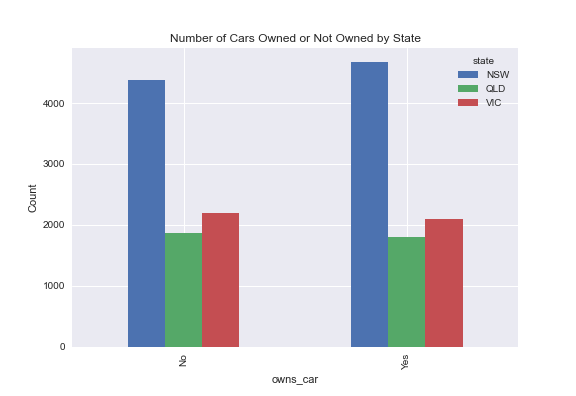 Number of Cars Owned or Not Owned by State
state
NSW
QLD
VIC
4000
3000
2000
1000
0
Count
No
Yes
owns_car